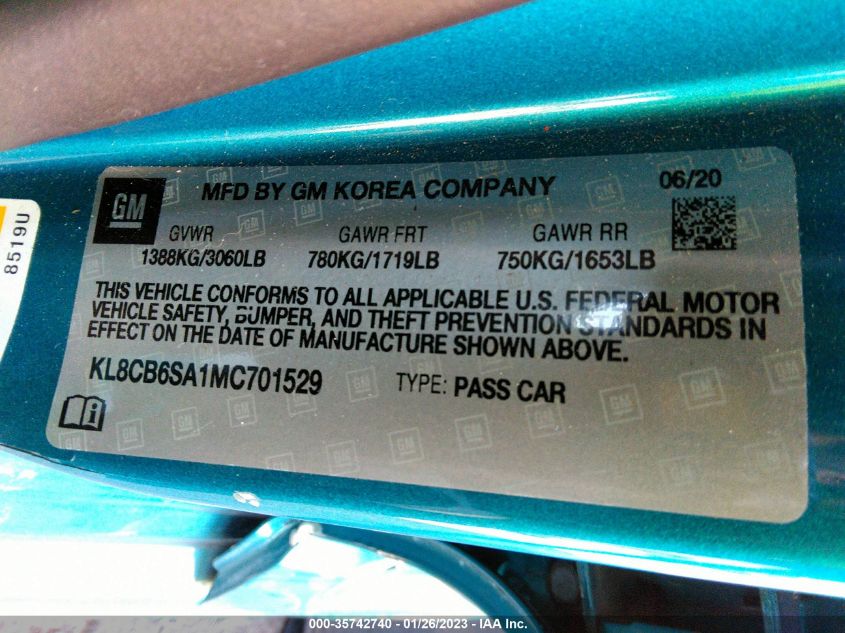 GM
MFD BY GM KOREA COMPANY
06/20
GVWR
GAWR FRT
GAWR RR
1388KG/3060LB
780KG/1719LB
750KG/1653LB
THIS VEHICLE CONFORMS TO ALL APPLICABLE U.S. FEDERAL MOTOR
VEHICLE SAFETY, BUMPER, AND THEFT PREVENTION STANDARDS IN
EFFECT ON THE DATE OF MANUFACTURE SHOWN ABOVE.
KL8CB6SA1MC701529
TYPE: PASS CAR
8519U
000-35742740 - 01/26/2023 - IAA Inc.